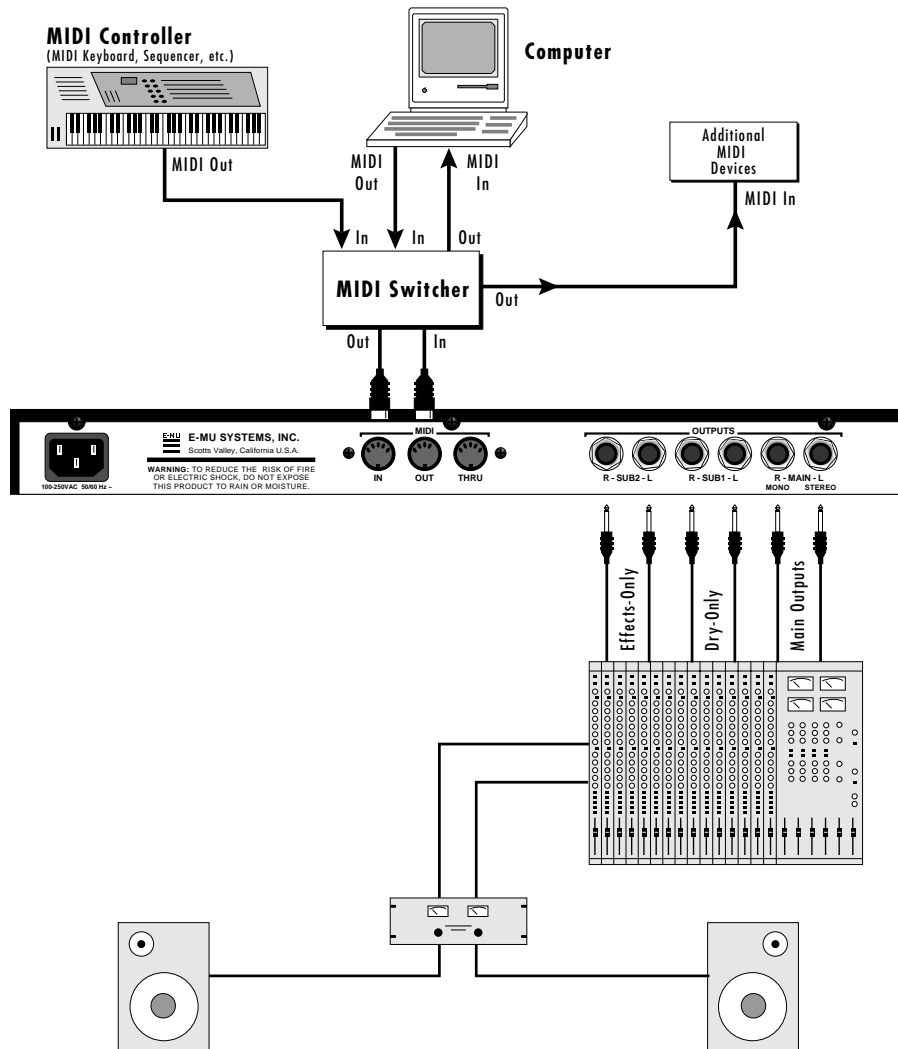 MIDI Controller
(MIDI Keyboard, Sequencer, etc.)
Computer
MIDI Out
MIDI
Out
MIDI
In
Additional
MIDI
Devices
MIDI In
In
In
Out
MIDI Switcher
Out
Out
In
E-MU
E-MU SYSTEMS, INC.
Scotts Valley, California U.S.A.
WARNING: TO REDUCE THE RISK OF FIRE
OR ELECTRIC SHOCK, DO NOT EXPOSE
THIS PRODUCT TO RAIN OR MOISTURE.
100-250VAC 50/60 Hz ~
MIDI
IN
OUT
THRU
OUTPUTS
R - SUB2 - L
R - SUB1 - L
R - MAIN - L
MONO
STEREO
Effects-Only
Dry-Only
Main Outputs